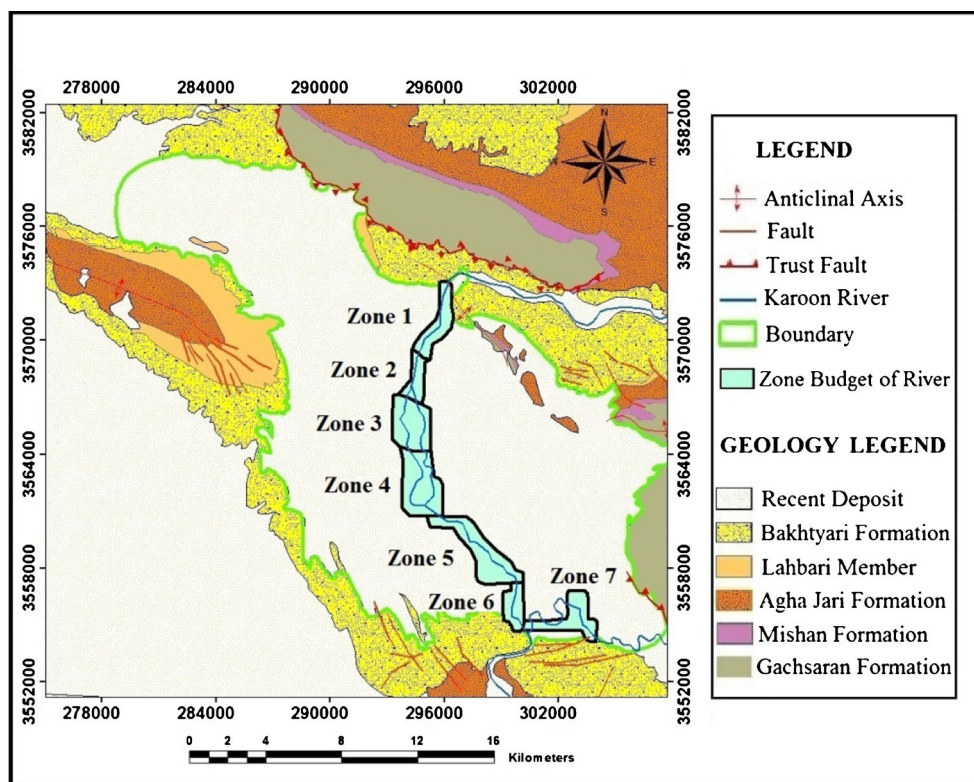 278000 284000 290000 296000 302000
3582000
3576000
3570000
3564000
3558000
3552000
N
E
S
Zone 1
Zone 2
Zone 3
Zone 4
Zone 5
Zone 6
Zone 7
3582000
3576000
3570000
3564000
3558000
3552000
278000 284000 290000 296000 302000
0 2 4 8 12 16
Kilometers
LEGEND
Anticlinal Axis
Fault
Trust Fault
Karoon River
Boundary
Zone Budget of River
GEOLOGY LEGEND
Recent Deposit
Bakhtyari Formation
Lahbari Member
Agha Jari Formation
Mishan Formation
Gachsaran Formation